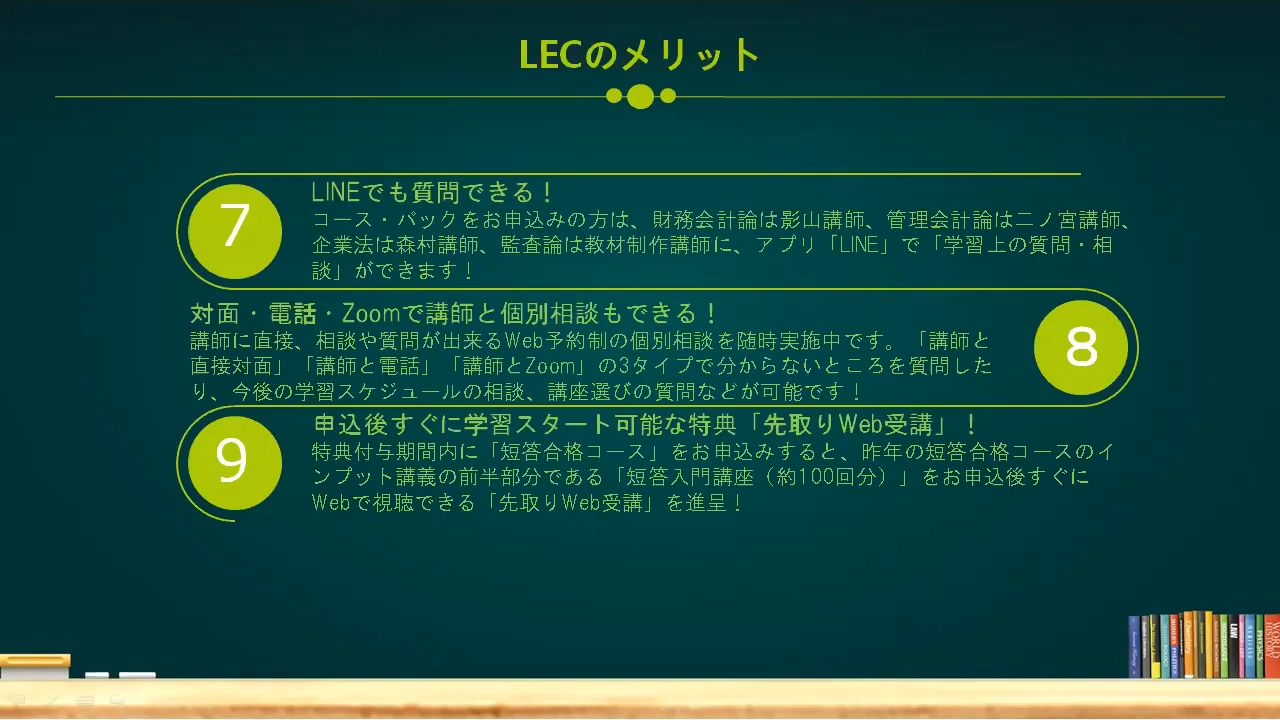 LECのメリット
7
LINEでも質問できる！
コース・パックをお申込みの方は、財務会計論は影山講師、管理会計論は二ノ宮講師、
企業法は森村講師、監査論は教材制作講師に、アプリ「LINE」で「学習上の質問・相
談」ができます！
対面・電話・Zoomで講師と個別相談もできる！
講師に直接、相談や質問が出来るWeb予約制の個別相談を随時実施中です。「講師と
直接対面」「講師と電話」「講師とZoom」の3タイプで分からないところを質問した
り、今後の学習スケジュールの相談、講座選びの質問などが可能です！
8
9
申込後すぐに学習スタート可能な特典「先取りWeb受講」！
特典付与期間内に「短答合格コース」をお申込みすると、昨年の短答合格コースのイ
ンプット講義の前半部分である「短答入門講座（約100回分）」をお申込後すぐに
Webで視聴できる「先取りWeb受講」を進呈！
LAW
PHYSICS
WORLD HISTORY